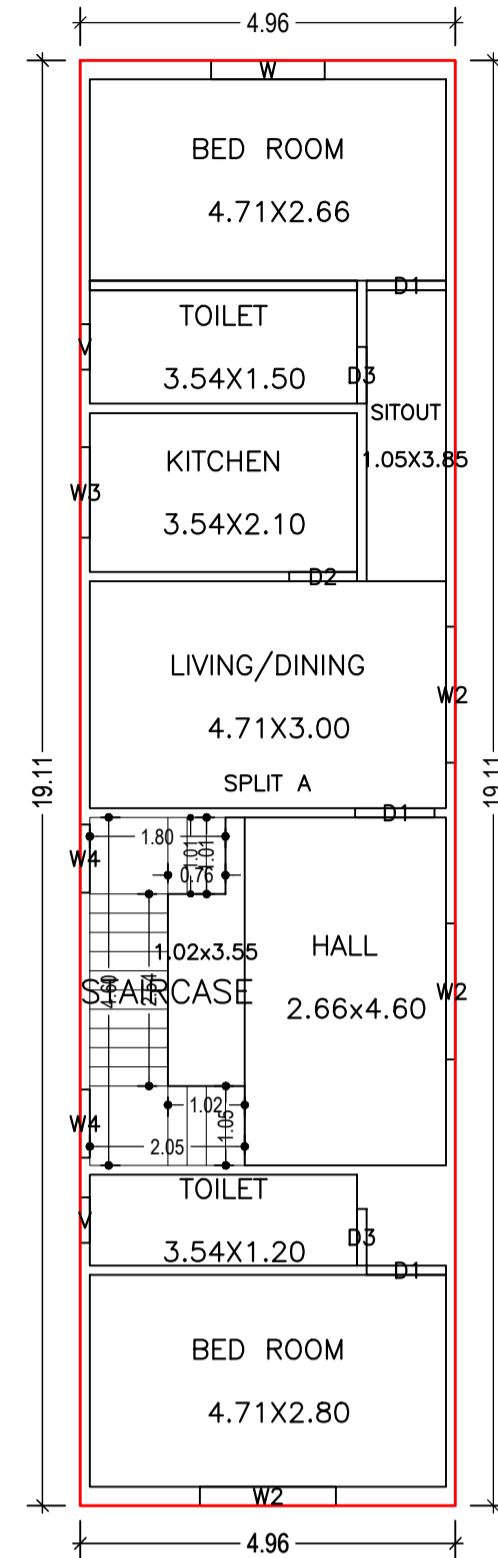 4.96
W
BED ROOM
4.71X2.66
D1
TOILET
V
3.54X1.50
D3
SITOUT
1.05X3.85
KITCHEN
W3
3.54X2.10
D2
LIVING/DINING
W2
4.71X3.00
19.11
19.11
SPLIT A
D1
1.80
W4
1.01
1.01
0.76
1.02x3.55
HALL
STAIRCASE
4.60
W2
2.66x4.60
1.02
W4
1.05
2.05
TOILET
V
3.54X1.20
D3
D1
BED ROOM
4.71X2.80
W2
4.96